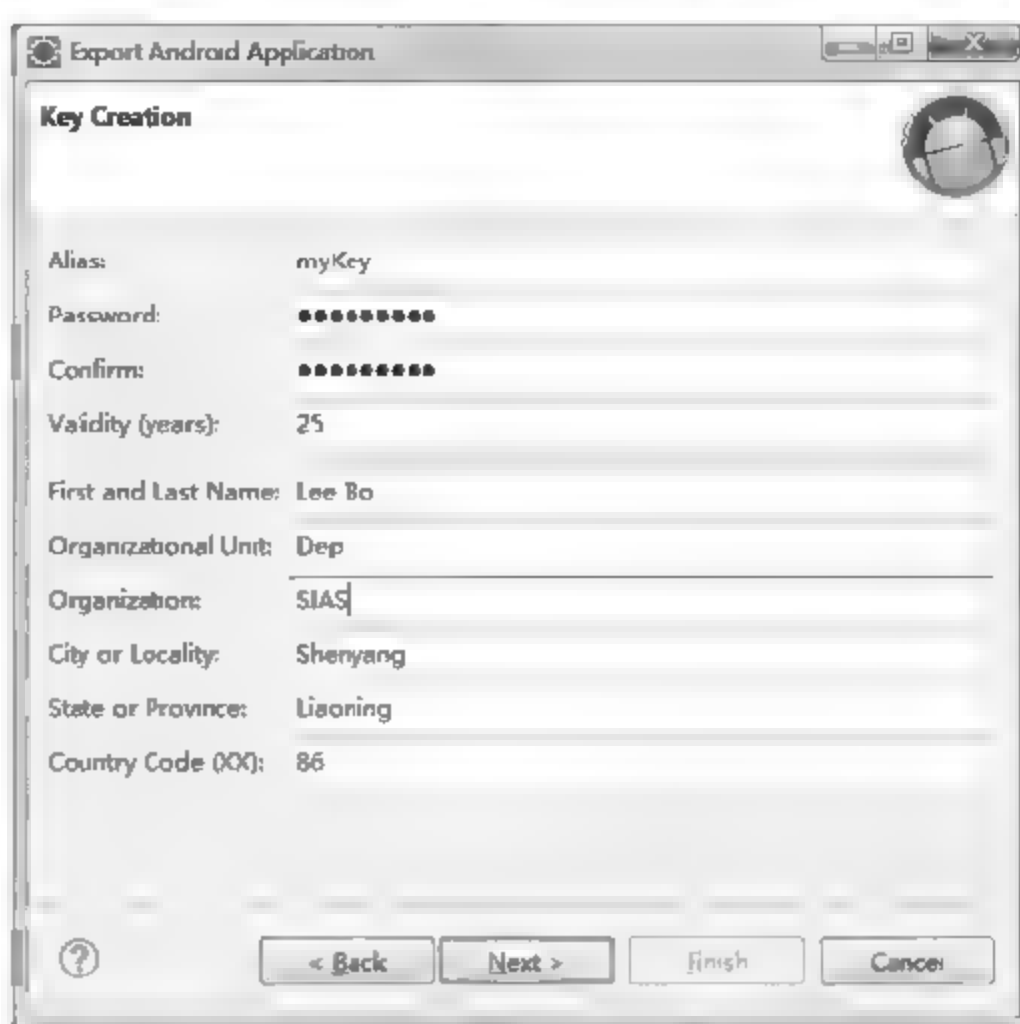 Export Android Application
Key Creation
Alias: myKey
Password: ●●●●●●●●●
Confirm: ●●●●●●●●●
Validity (years): 25
First and Last Name: Lee Bo
Organizational Unit: Dep
Organization: SIAS
City or Locality: Shenyang
State or Province: Liaoning
Country Code (XX): 86
? < Back Next > Finish Cancel